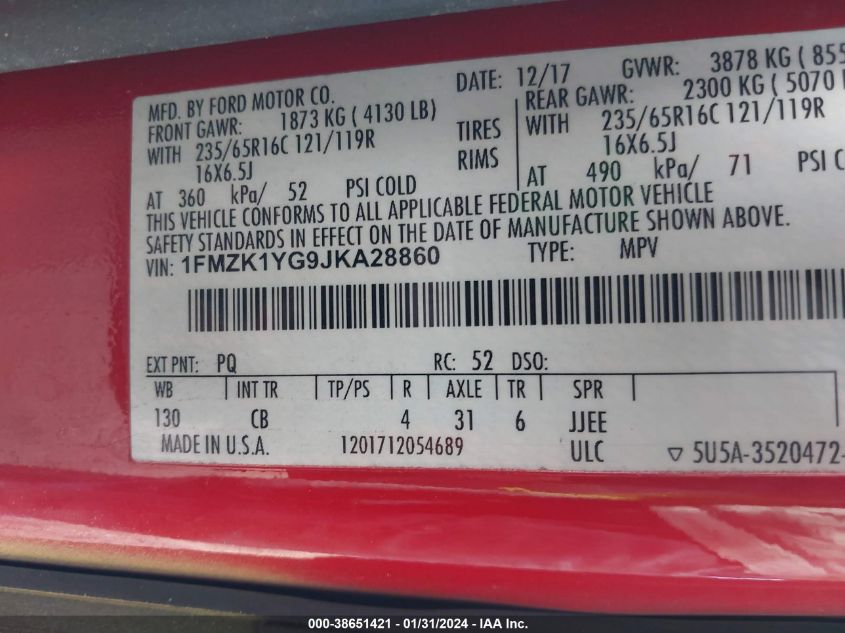 MFD. BY FORD MOTOR CO. DATE: 12/17 GVWR: 3878 KG ( 855
FRONT GAWR: 1873 KG ( 4130 LB) REAR GAWR: 2300 KG ( 5070
WITH 235/65R16C 121/119R TIRES WITH 235/65R16C 121/119R
16X6.5J RIMS 16X6.5J
AT 360 kPa/ 52 PSI COLD AT 490 kPa/ 71 PSI C
THIS VEHICLE CONFORMS TO ALL APPLICABLE FEDERAL MOTOR VEHICLE
SAFETY STANDARDS IN EFFECT ON THE DATE OF MANUFACTURE SHOWN ABOVE.
VIN: 1FMZK1YG9JKA28860 TYPE: MPV
EXT PNT: PQ RC: 52 DSO:
WB INT TR TP/PS R AXLE TR SPR
130 CB 4 31 6 JJEE
MADE IN U.S.A. 1201712054689 ULC ▽ 5U5A-3520472-
000-38651421 - 01/31/2024 - IAA Inc.